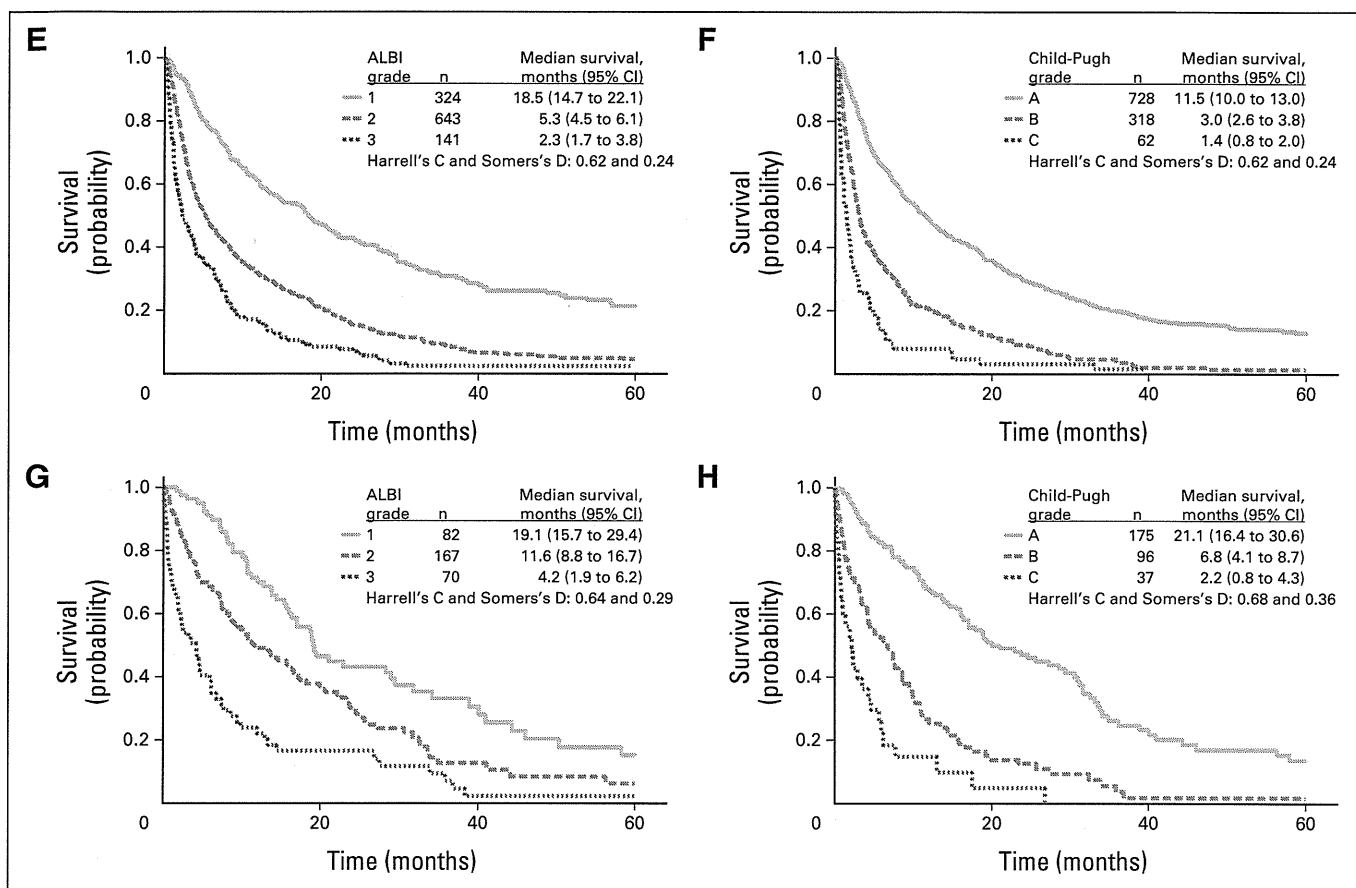 E
ALBI Median survival,
grade n months (95% CI)
1 324 18.5 (14.7 to 22.1)
2 643 5.3 (4.5 to 6.1)
3 141 2.3 (1.7 to 3.8)
Harrell's C and Somers's D: 0.62 and 0.24
1.0
0.8
0.6
0.4
0.2
0 20 40 60
Survival
(probability)
Time (months)
F
Child-Pugh Median survival,
grade n months (95% CI)
A 728 11.5 (10.0 to 13.0)
B 318 3.0 (2.6 to 3.8)
C 62 1.4 (0.8 to 2.0)
Harrell's C and Somers's D: 0.62 and 0.24
1.0
0.8
0.6
0.4
0.2
0 20 40 60
Survival
(probability)
Time (months)
G
ALBI Median survival,
grade n months (95% CI)
1 82 19.1 (15.7 to 29.4)
2 167 11.6 (8.8 to 16.7)
3 70 4.2 (1.9 to 6.2)
Harrell's C and Somers's D: 0.64 and 0.29
1.0
0.8
0.6
0.4
0.2
0 20 40 60
Survival
(probability)
Time (months)
H
Child-Pugh Median survival,
grade n months (95% CI)
A 175 21.1 (16.4 to 30.6)
B 96 6.8 (4.1 to 8.7)
C 37 2.2 (0.8 to 4.3)
Harrell's C and Somers's D: 0.68 and 0.36
1.0
0.8
0.6
0.4
0.2
0 20 40 60
Survival
(probability)
Time (months)